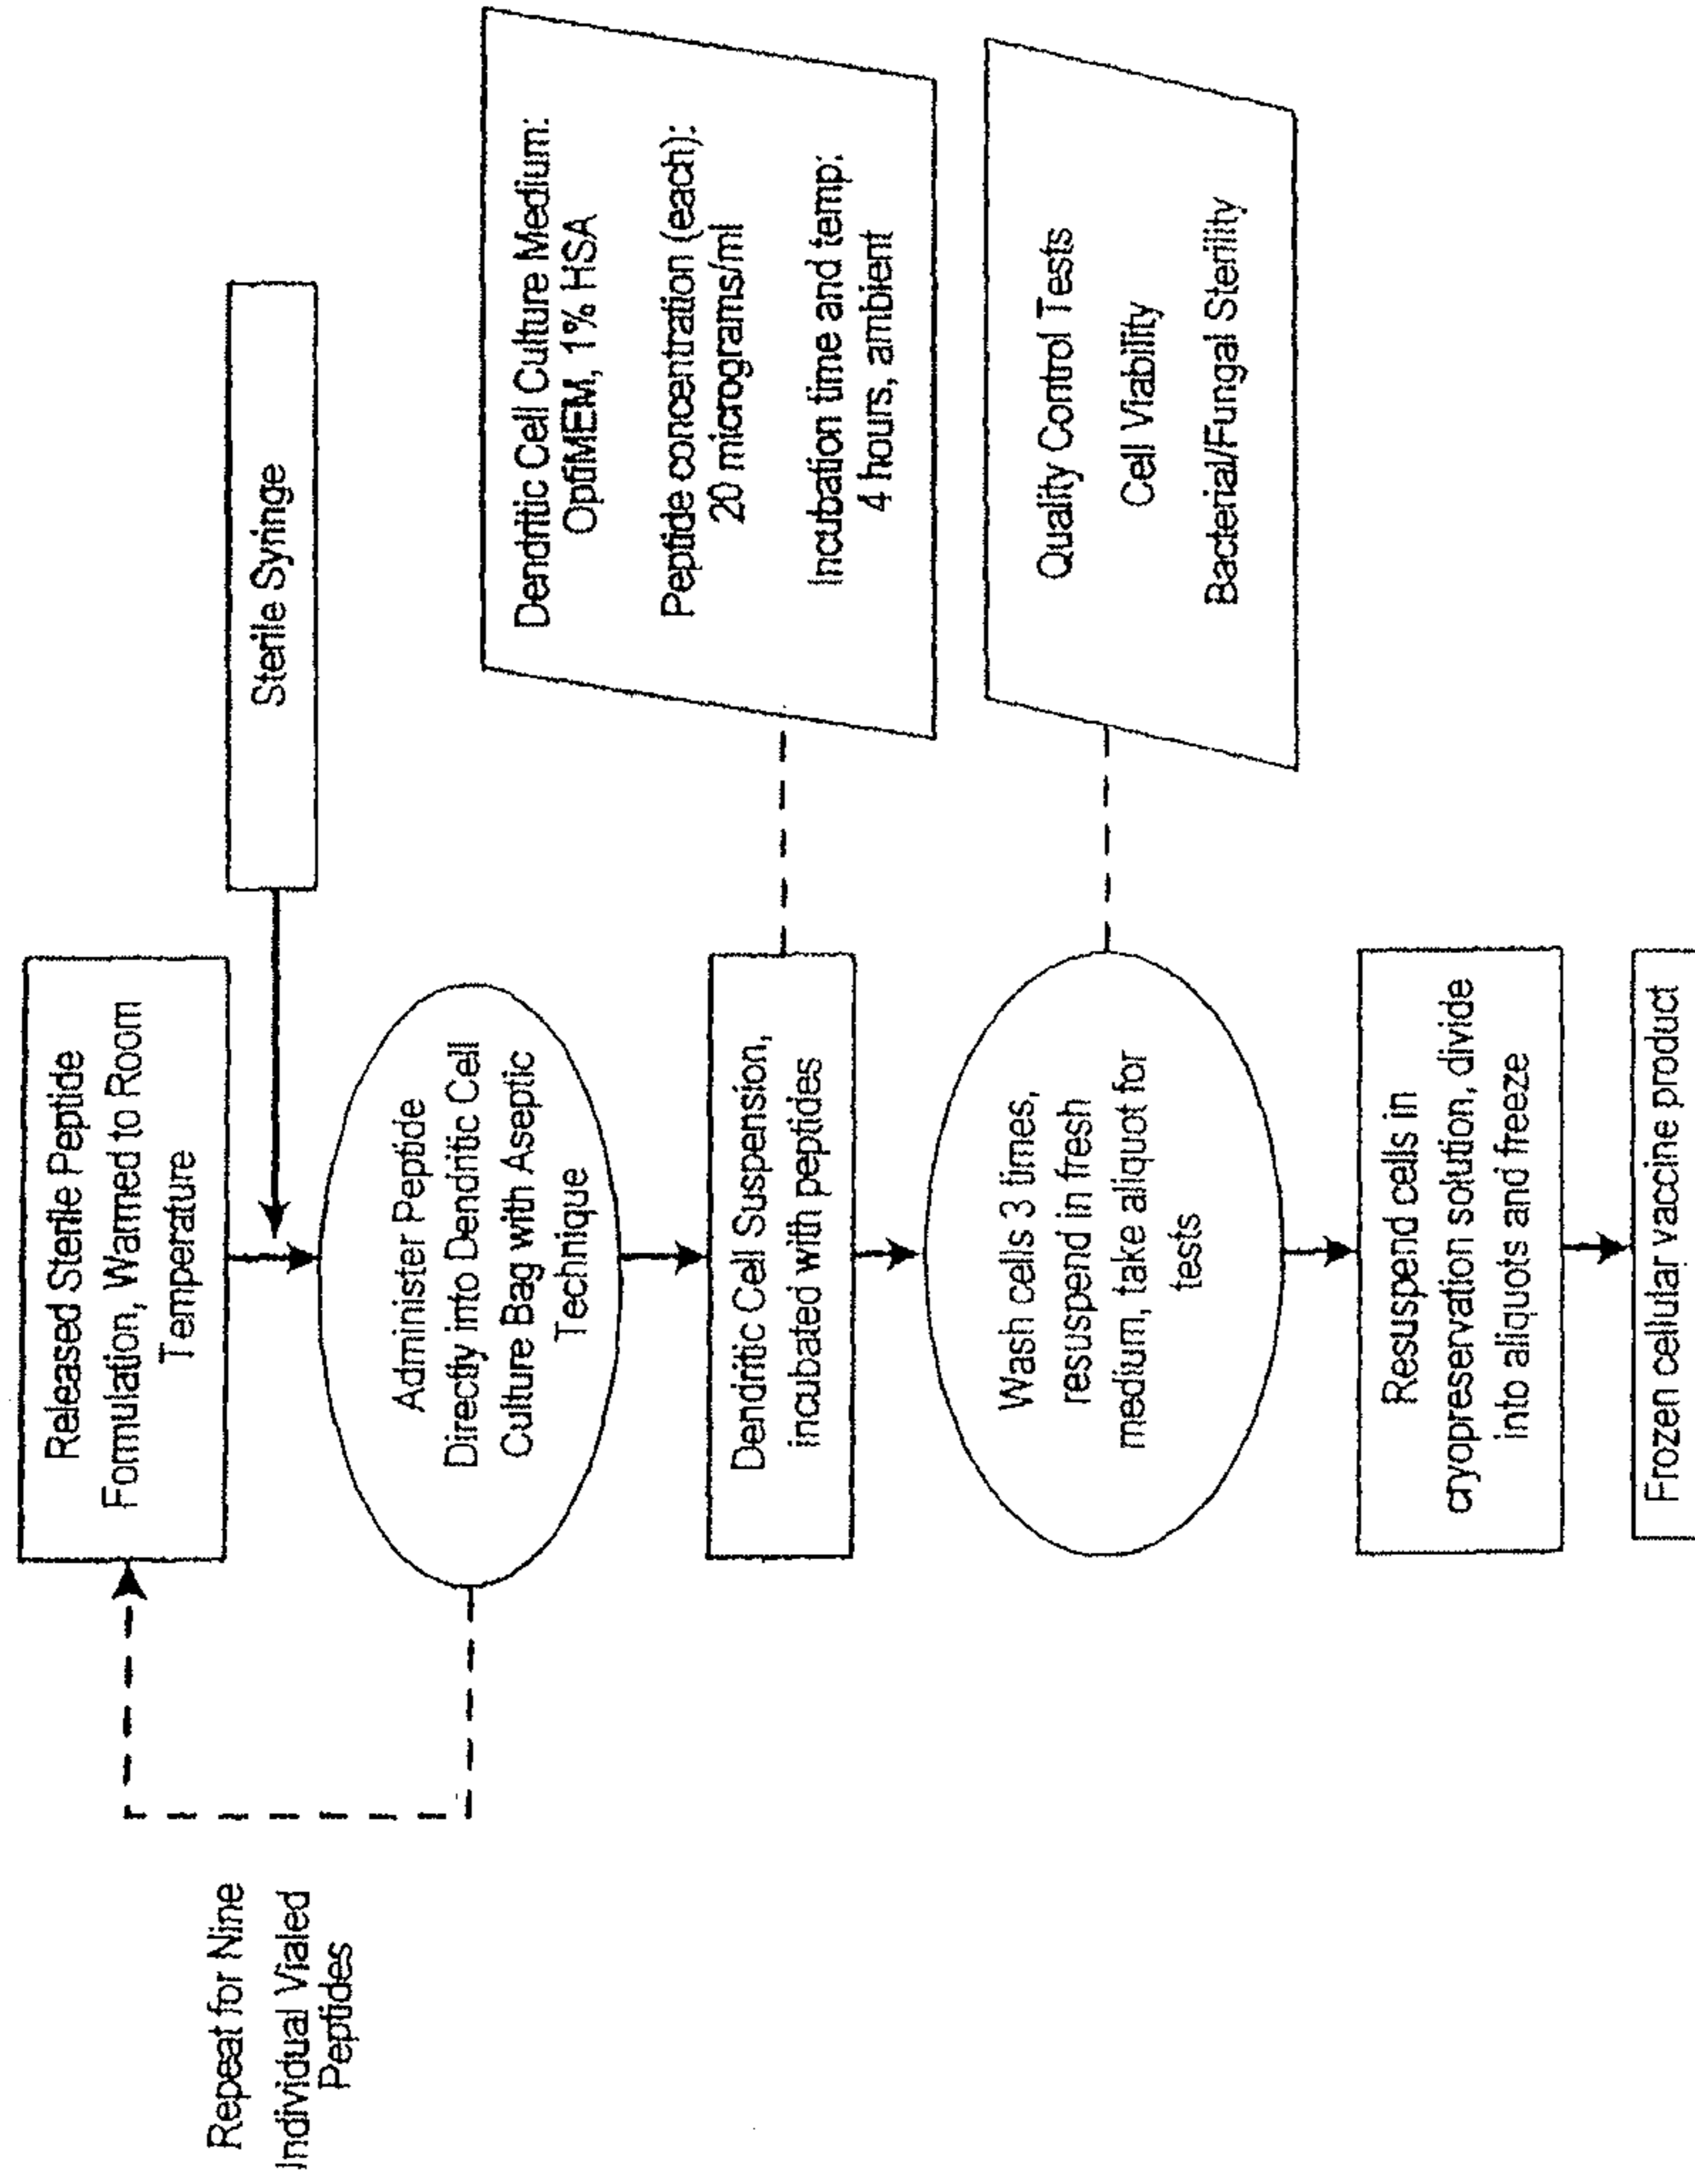 Repeat for Nine
Individual Vialed
Peptides
Released Sterile Peptide
Formulation, Warmed to Room
Temperature
Sterile Syringe
Administer Peptide
Directly into Dendritic Cell
Culture Bag with Aseptic
Technique
Dendritic Cell Suspension,
incubated with peptides
Dendritic Cell Culture Medium:
OptiMEM, 1% HSA
Peptide concentration (each):
20 micrograms/ml
Incubation time and temp:
4 hours, ambient
Wash cells 3 times,
resuspend in fresh
medium, take aliquot for
tests
Quality Control Tests
Cell Viability
Bacterial/Fungal Sterility
Resuspend cells in
cryopreservation solution, divide
into aliquots and freeze
Frozen cellular vaccine product